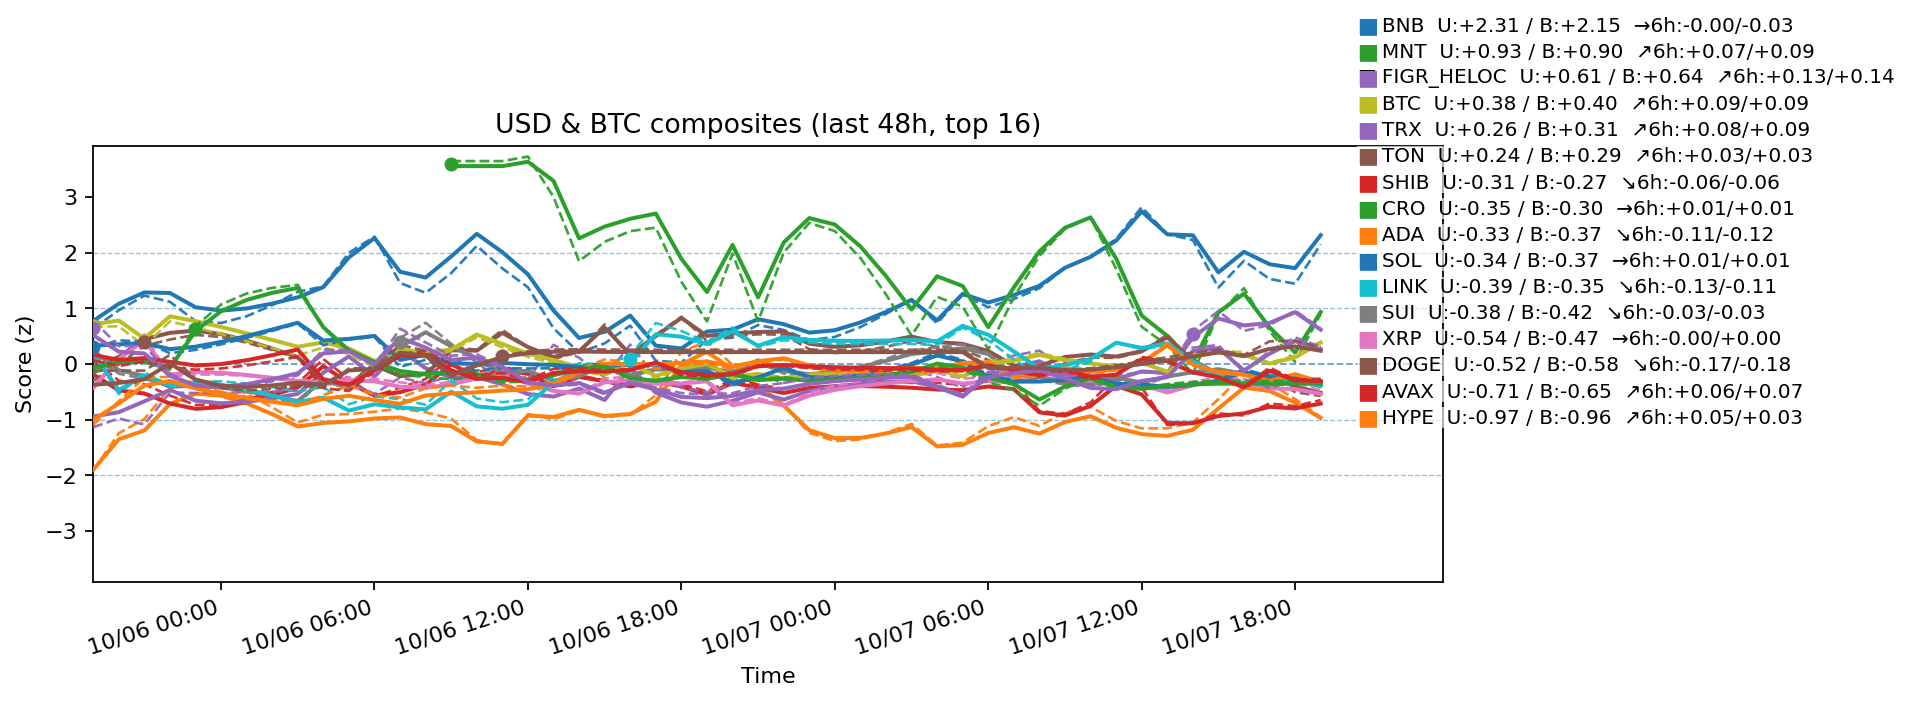 BNB U:+2.31 / B:+2.15 →6h:-0.00/-0.03
MNT U:+0.93 / B:+0.90 ↗6h:+0.07/+0.09
FIGR_HELOC U:+0.61 / B:+0.64 ↗6h:+0.13/+0.14
BTC U:+0.38 / B:+0.40 ↗6h:+0.09/+0.09
TRX U:+0.26 / B:+0.31 ↗6h:+0.08/+0.09
TON U:+0.24 / B:+0.29 ↗6h:+0.03/+0.03
SHIB U:-0.31 / B:-0.27 ↘6h:-0.06/-0.06
CRO U:-0.35 / B:-0.30 →6h:+0.01/+0.01
ADA U:-0.33 / B:-0.37 ↘6h:-0.11/-0.12
SOL U:-0.34 / B:-0.37 →6h:+0.01/+0.01
LINK U:-0.39 / B:-0.35 ↘6h:-0.13/-0.11
SUI U:-0.38 / B:-0.42 ↘6h:-0.03/-0.03
XRP U:-0.54 / B:-0.47 →6h:-0.00/+0.00
DOGE U:-0.52 / B:-0.58 ↘6h:-0.17/-0.18
AVAX U:-0.71 / B:-0.65 ↗6h:+0.06/+0.07
HYPE U:-0.97 / B:-0.96 ↗6h:+0.05/+0.03
USD & BTC composites (last 48h, top 16)
Score (z)
3
2
1
0
−1
−2
−3
10/06 00:00
10/06 06:00
10/06 12:00
10/06 18:00
10/07 00:00
10/07 06:00
10/07 12:00
10/07 18:00
Time